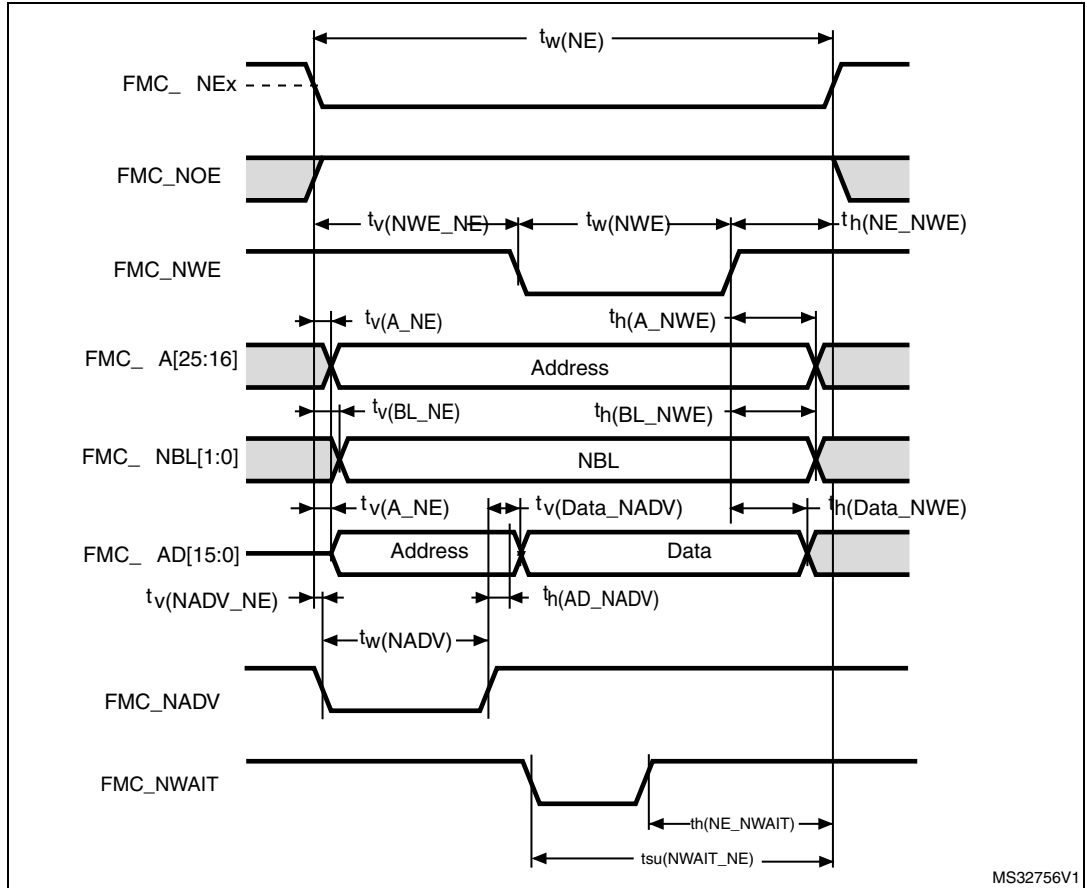 tw(NE)
FMC_ NEx
FMC_NOE
tv(NWE_NE)
tw(NWE)
th(NE_NWE)
FMC_NWE
tv(A_NE)
th(A_NWE)
FMC_ A[25:16]
Address
tv(BL_NE)
th(BL_NWE)
FMC_ NBL[1:0]
NBL
tv(A_NE)
tv(Data_NADV)
th(Data_NWE)
FMC_ AD[15:0]
Address
Data
tv(NADV_NE)
th(AD_NADV)
tw(NADV)
FMC_NADV
FMC_NWAIT
th(NE_NWAIT)
tsu(NWAIT_NE)
MS32756V1